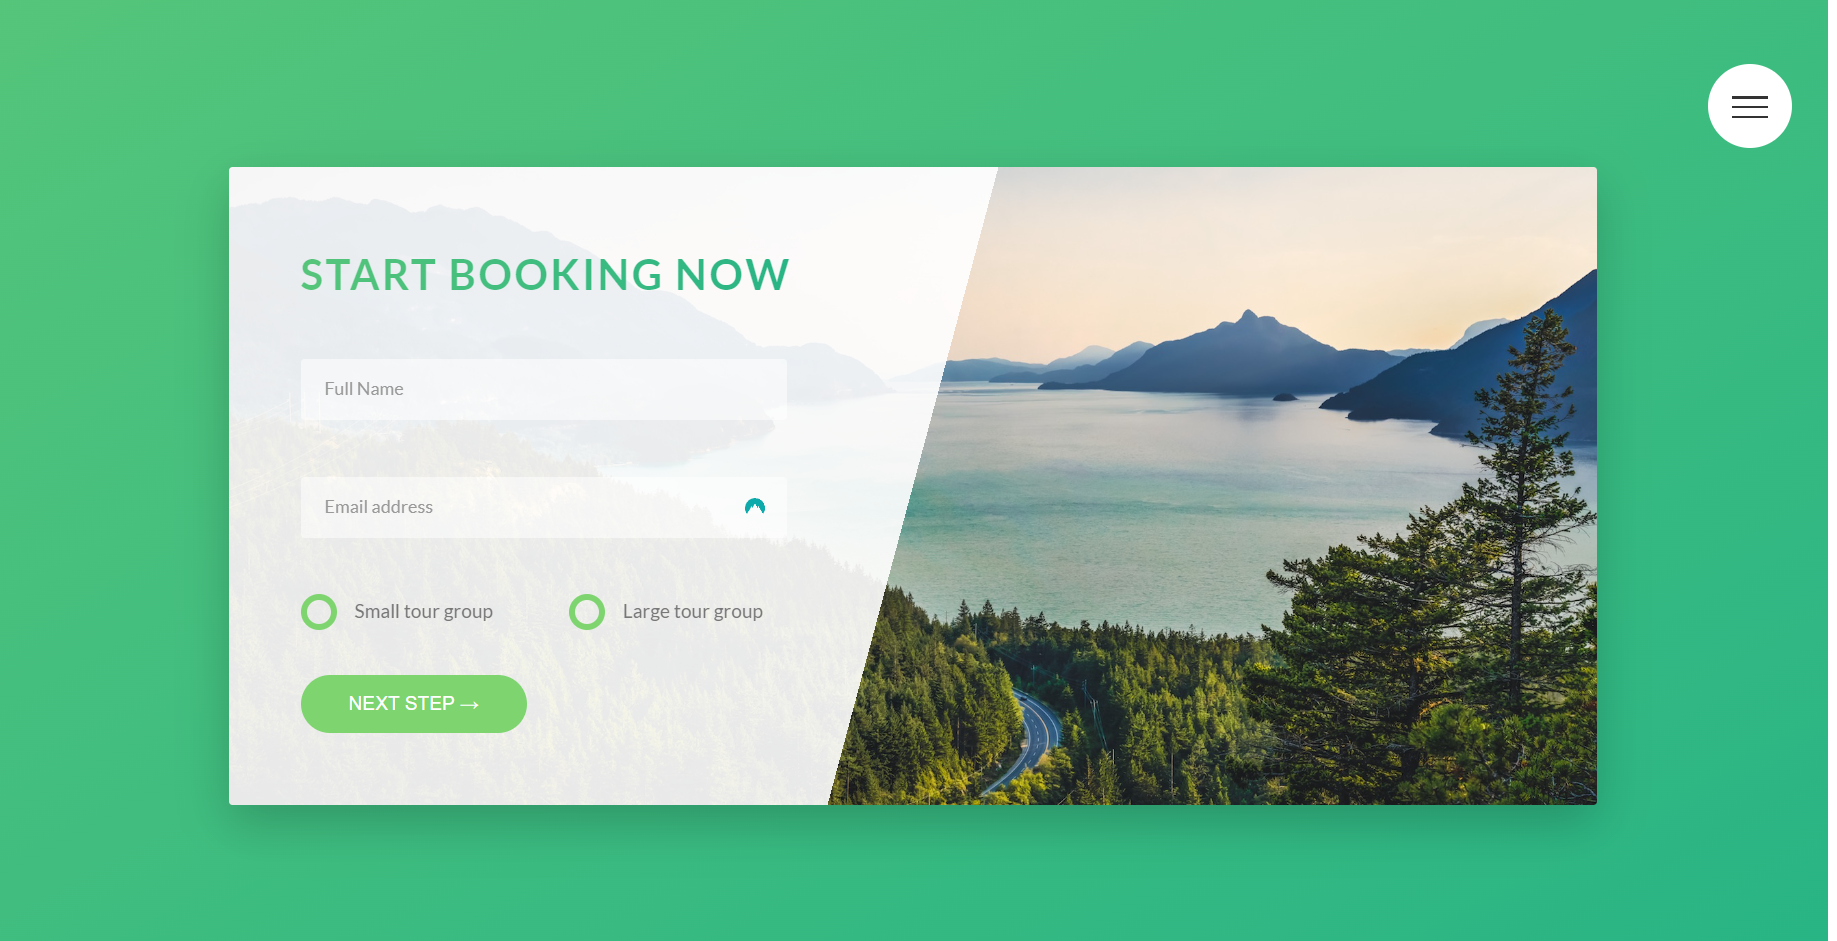 START BOOKING NOW
Full Name
Email address
Small tour group
Large tour group
NEXT STEP →